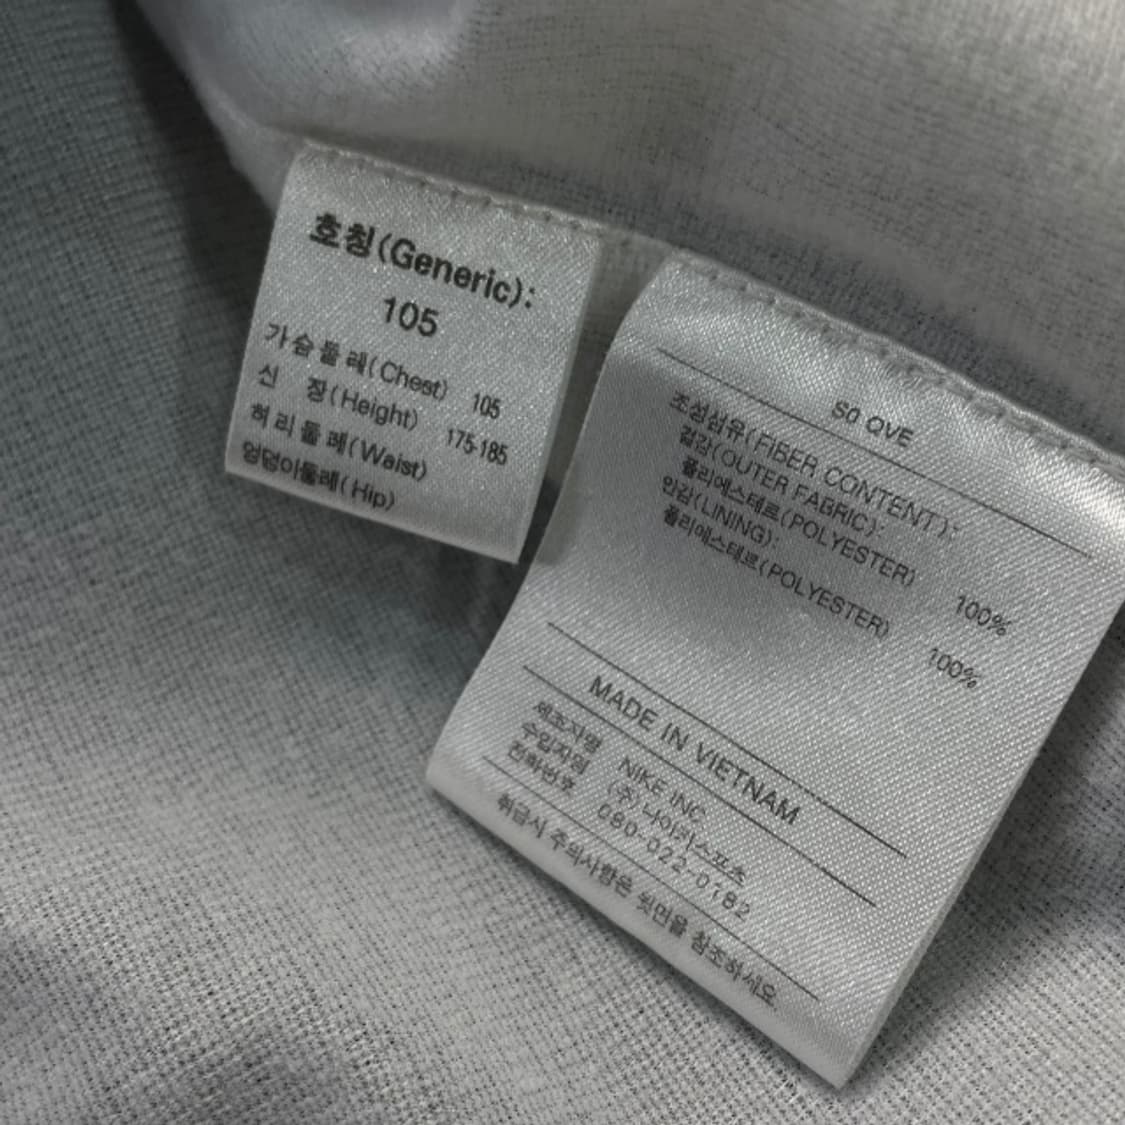 호칭(Generic):
105
가슴둘레(Chest) 105
신 장(Height) 175-185
허리둘레(Waist)
엉덩이둘레(Hip)
S0 QVE
조성섬유(FIBER CONTENT):
겉감(OUTER FABRIC):
폴리에스테르(POLYESTER) 100%
안감(LINING):
폴리에스테르(POLYESTER) 100%
MADE IN VIETNAM
제조자명 NIKE INC
수입자명 (주)나이키스포츠
전화번호 080-022-0182
취급시 주의사항은 뒷면을 참조하세요